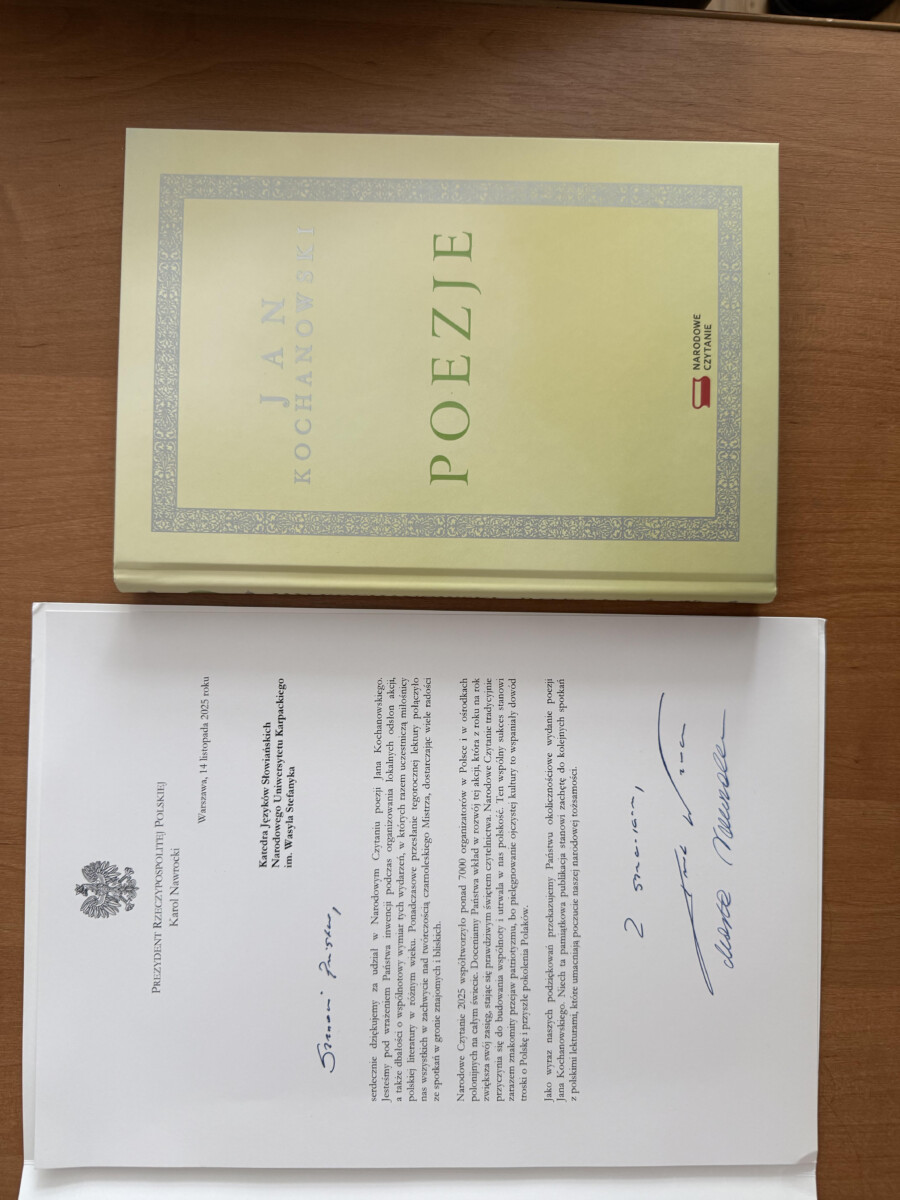 JAN
KOCHANOWSKI
POEZJE
NARODOWE
CZYTANIE
PREZYDENT RZECZYPOSPOLITEJ POLSKIEJ
Karol Nawrocki
Warszawa, 14 listopada 2025 roku
Katedra Języków Słowiańskich
Narodowego Uniwersytetu Karpackiego
im. Wasyla Stefanyka
Szanowni Państwo,
serdecznie dziękujemy za udział w Narodowym Czytaniu poezji Jana Kochanowskiego.
Jesteśmy pod wrażeniem Państwa inwencji podczas organizowania lokalnych odsłon akcji,
a także dbałości o wspólnotowy wymiar tych wydarzeń, w których razem uczestniczą miłośnicy
polskiej literatury w różnym wieku. Ponadczasowe przesłanie tegorocznej lektury połączyło
nas wszystkich w zachwycie nad twórczością czarnoleskiego Mistrza, dostarczając wiele radości
ze spotkań w gronie znajomych i bliskich.
Narodowe Czytanie 2025 współtworzyło ponad 7000 organizatorów w Polsce i w ośrodkach
polonijnych na całym świecie. Doceniamy Państwa wkład w rozwój tej akcji, która z roku na rok
zwiększa swój zasięg, stając się prawdziwym świętem czytelnictwa. Narodowe Czytanie tradycyjnie
przyczynia się do budowania wspólnoty i utrwala w nas polskość. Ten wspólny sukces stanowi
zarazem znakomity przejaw patriotyzmu, bo pielęgnowanie ojczystej kultury to wspaniały dowód
troski o Polskę i przyszłe pokolenia Polaków.
Jako wyraz naszych podziękowań przekazujemy Państwu okolicznościowe wydanie poezji
Jana Kochanowskiego. Niech ta pamiątkowa publikacja stanowi zachętę do kolejnych spotkań
z polskimi lekturami, które umacniają poczucie naszej narodowej tożsamości.
Z szacunkiem,
Marta Nawrocka